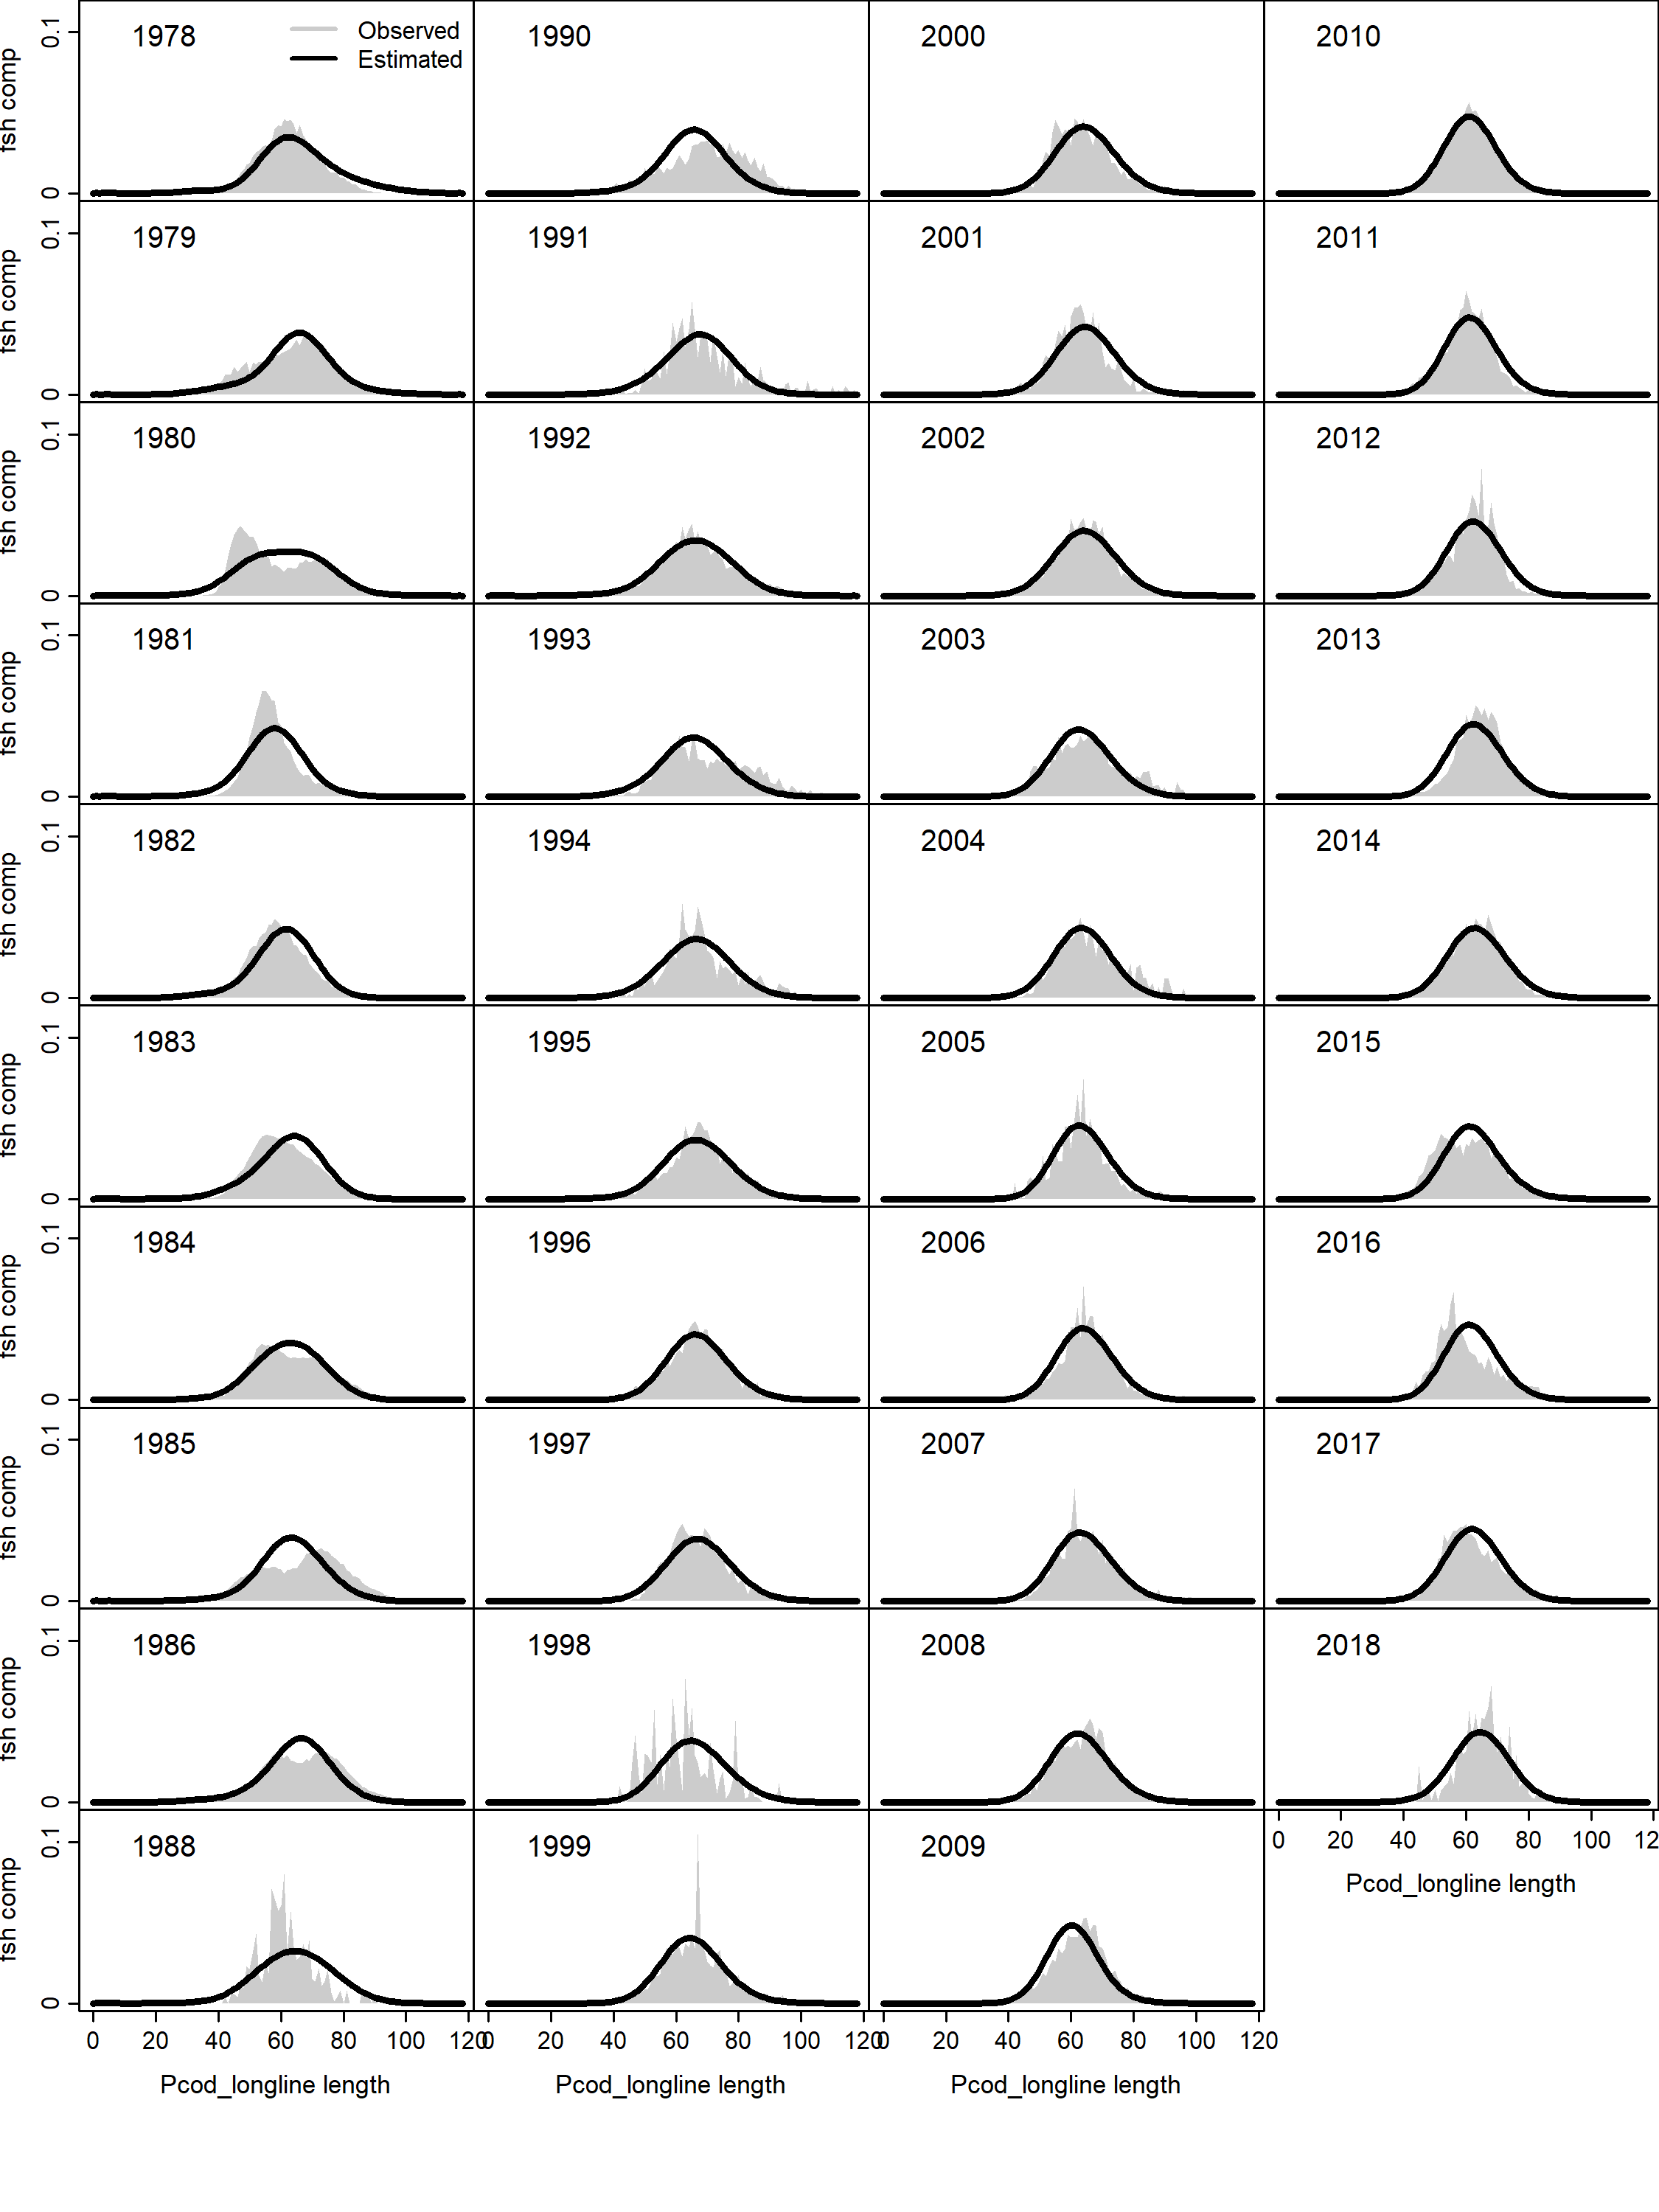 1978 Observed 1990 2000 2010
Estimated
0.1
0
fsh comp
1979 1991 2001 2011
0.1
0
fsh comp
1980 1992 2002 2012
0.1
0
fsh comp
1981 1993 2003 2013
0.1
0
fsh comp
1982 1994 2004 2014
0.1
0
fsh comp
1983 1995 2005 2015
0.1
0
fsh comp
1984 1996 2006 2016
0.1
0
fsh comp
1985 1997 2007 2017
0.1
0
fsh comp
1986 1998 2008 2018
0.1
0
fsh comp
0 20 40 60 80 100 12
Pcod_longline length
1988 1999 2009
0.1
0
fsh comp
0 20 40 60 80 100 120
0 20 40 60 80 100 120
0 20 40 60 80 100 120
Pcod_longline length Pcod_longline length Pcod_longline length